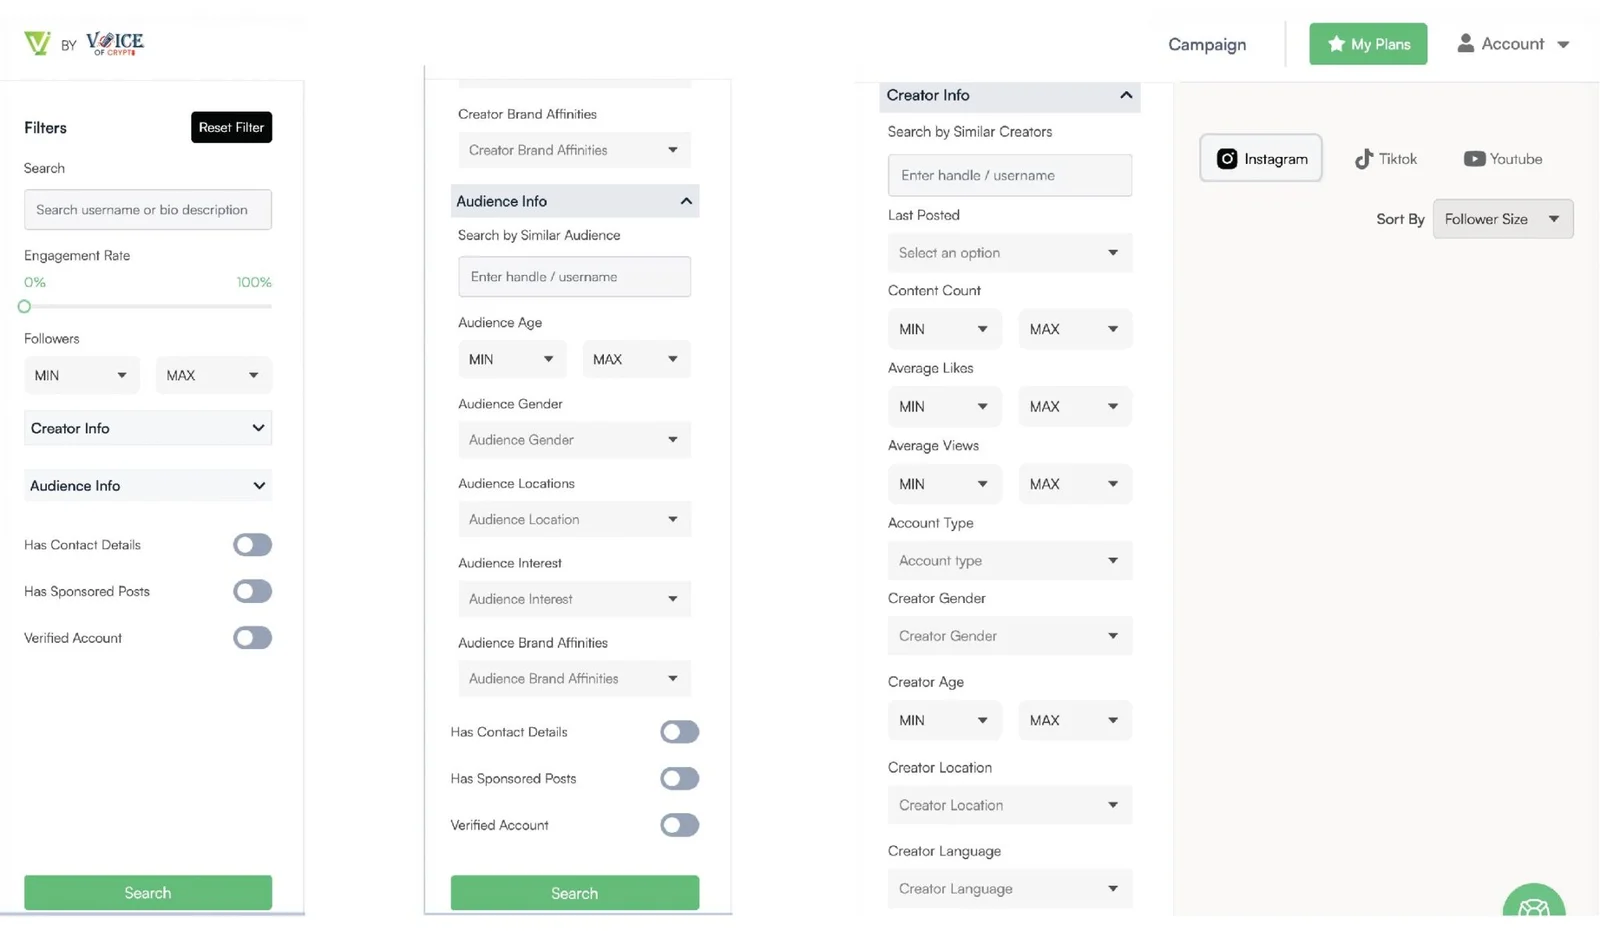 V BY VOICE
OF CRYPTO
Campaign
My Plans
Account
Filters
Reset Filter
Search
Search username or bio description
Engagement Rate
0% 100%
Followers
MIN MAX
Creator Info
Audience Info
Has Contact Details
Has Sponsored Posts
Verified Account
Search
Creator Brand Affinities
Creator Brand Affinities
Audience Info
Search by Similar Audience
Enter handle / username
Audience Age
MIN MAX
Audience Gender
Audience Gender
Audience Locations
Audience Location
Audience Interest
Audience Interest
Audience Brand Affinities
Audience Brand Affinities
Has Contact Details
Has Sponsored Posts
Verified Account
Search
Creator Info
Search by Similar Creators
Enter handle / username
Last Posted
Select an option
Content Count
MIN MAX
Average Likes
MIN MAX
Average Views
MIN MAX
Account Type
Account type
Creator Gender
Creator Gender
Creator Age
MIN MAX
Creator Location
Creator Location
Creator Language
Creator Language
Instagram Tiktok Youtube
Sort By Follower Size